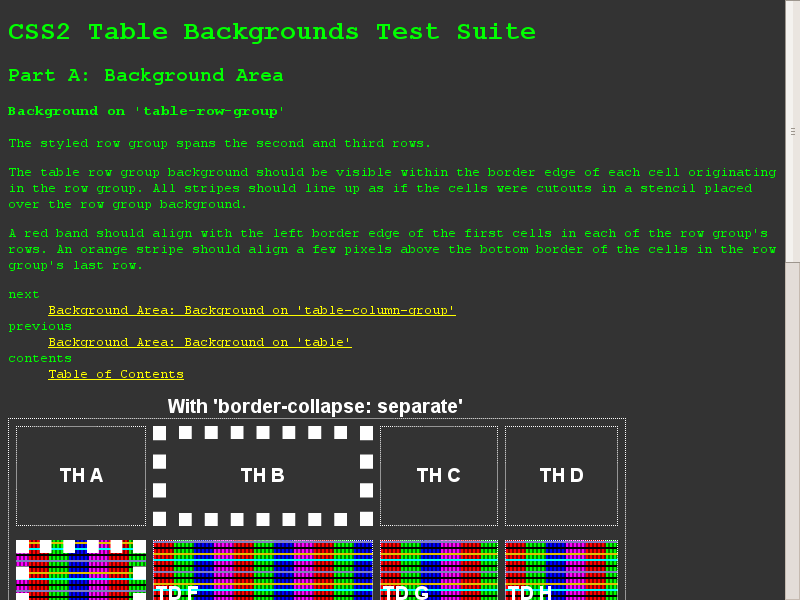 CSS2 Table Backgrounds Test Suite
Part A: Background Area
Background on 'table-row-group'
The styled row group spans the second and third rows.
The table row group background should be visible within the border edge of each cell originating
in the row group. All stripes should line up as if the cells were cutouts in a stencil placed
over the row group background.
A red band should align with the left border edge of the first cells in each of the row group's
rows. An orange stripe should align a few pixels above the bottom border of the cells in the row
group's last row.
next
Background Area: Background on 'table-column-group'
previous
Background Area: Background on 'table'
contents
Table of Contents
With 'border-collapse: separate'
TH A TH B TH C TH D
TD F TD G TD H